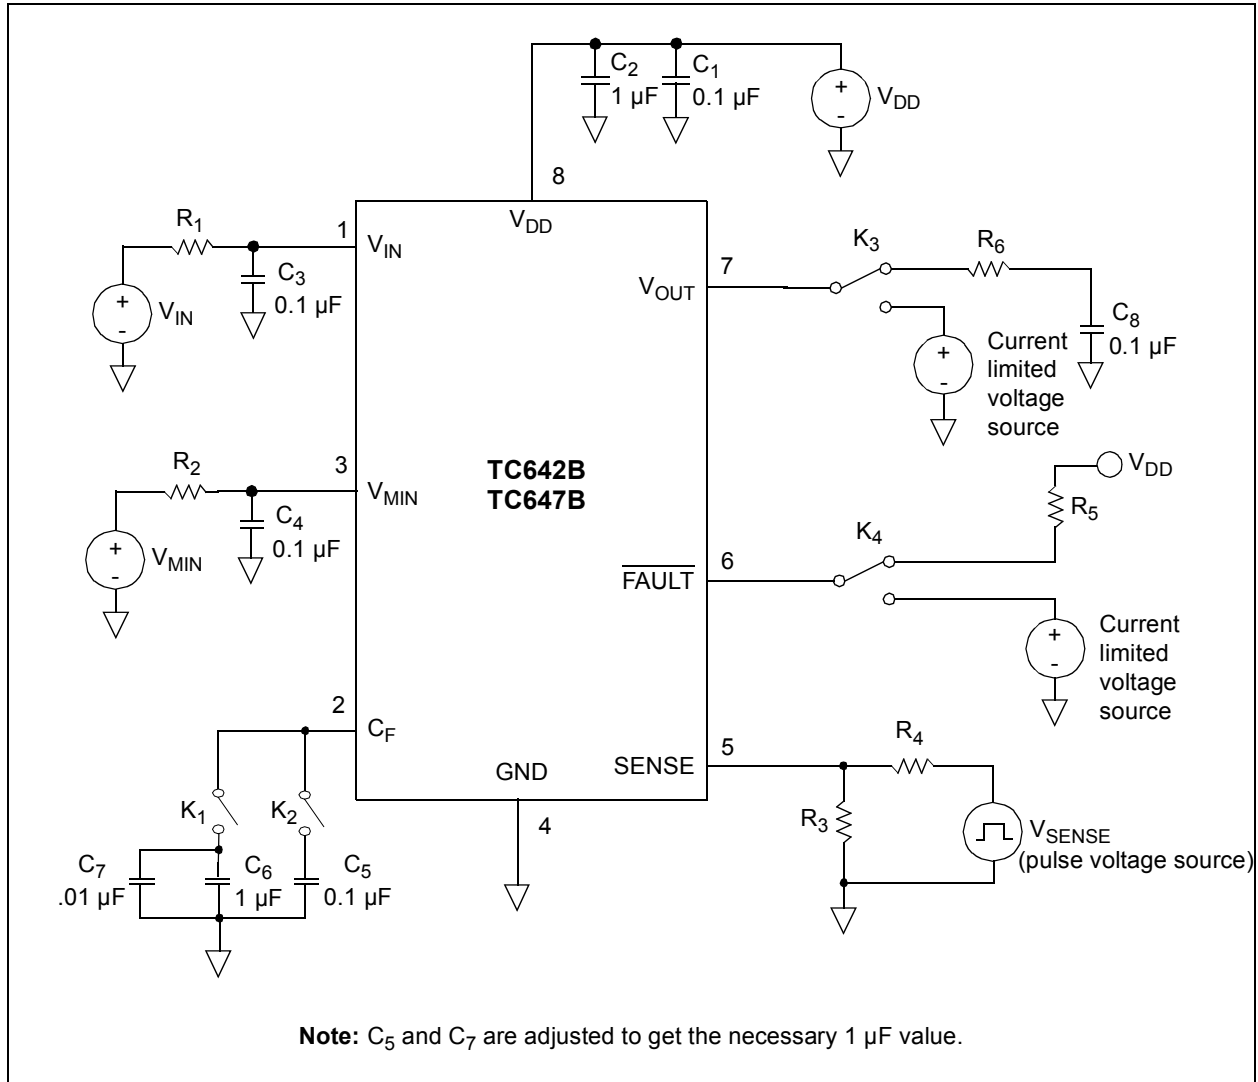 C2
1 µF
C1
0.1 µF
+
-
VDD
8
VDD
R1
1
VIN
C3
0.1 µF
+
-
VIN
7
VOUT
K3
R6
C8
0.1 µF
+
-
Current
limited
voltage
source
R2
3
VMIN
C4
0.1 µF
+
-
VMIN
TC642B
TC647B
VDD
R5
K4
6
FAULT
+
-
Current
limited
voltage
source
2
CF
K1
K2
C7
.01 µF
C6
1 µF
C5
0.1 µF
GND
4
SENSE
5
R4
R3
VSENSE
(pulse voltage source)
Note: C5 and C7 are adjusted to get the necessary 1 µF value.